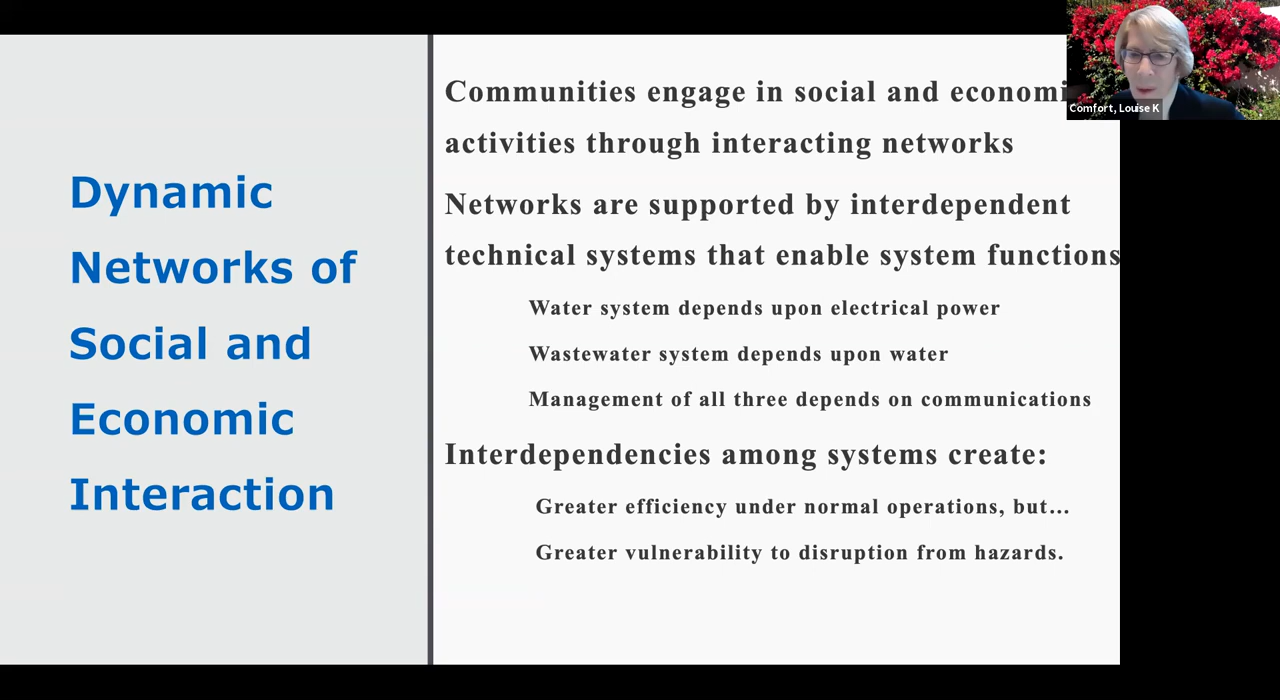 Dynamic
Networks of
Social and
Economic
Interaction
Communities engage in social and economi
activities through interacting networks
Networks are supported by interdependent
technical systems that enable system functions
Water system depends upon electrical power
Wastewater system depends upon water
Management of all three depends on communications
Interdependencies among systems create:
Greater efficiency under normal operations, but...
Greater vulnerability to disruption from hazards.
Comfort, Louise K